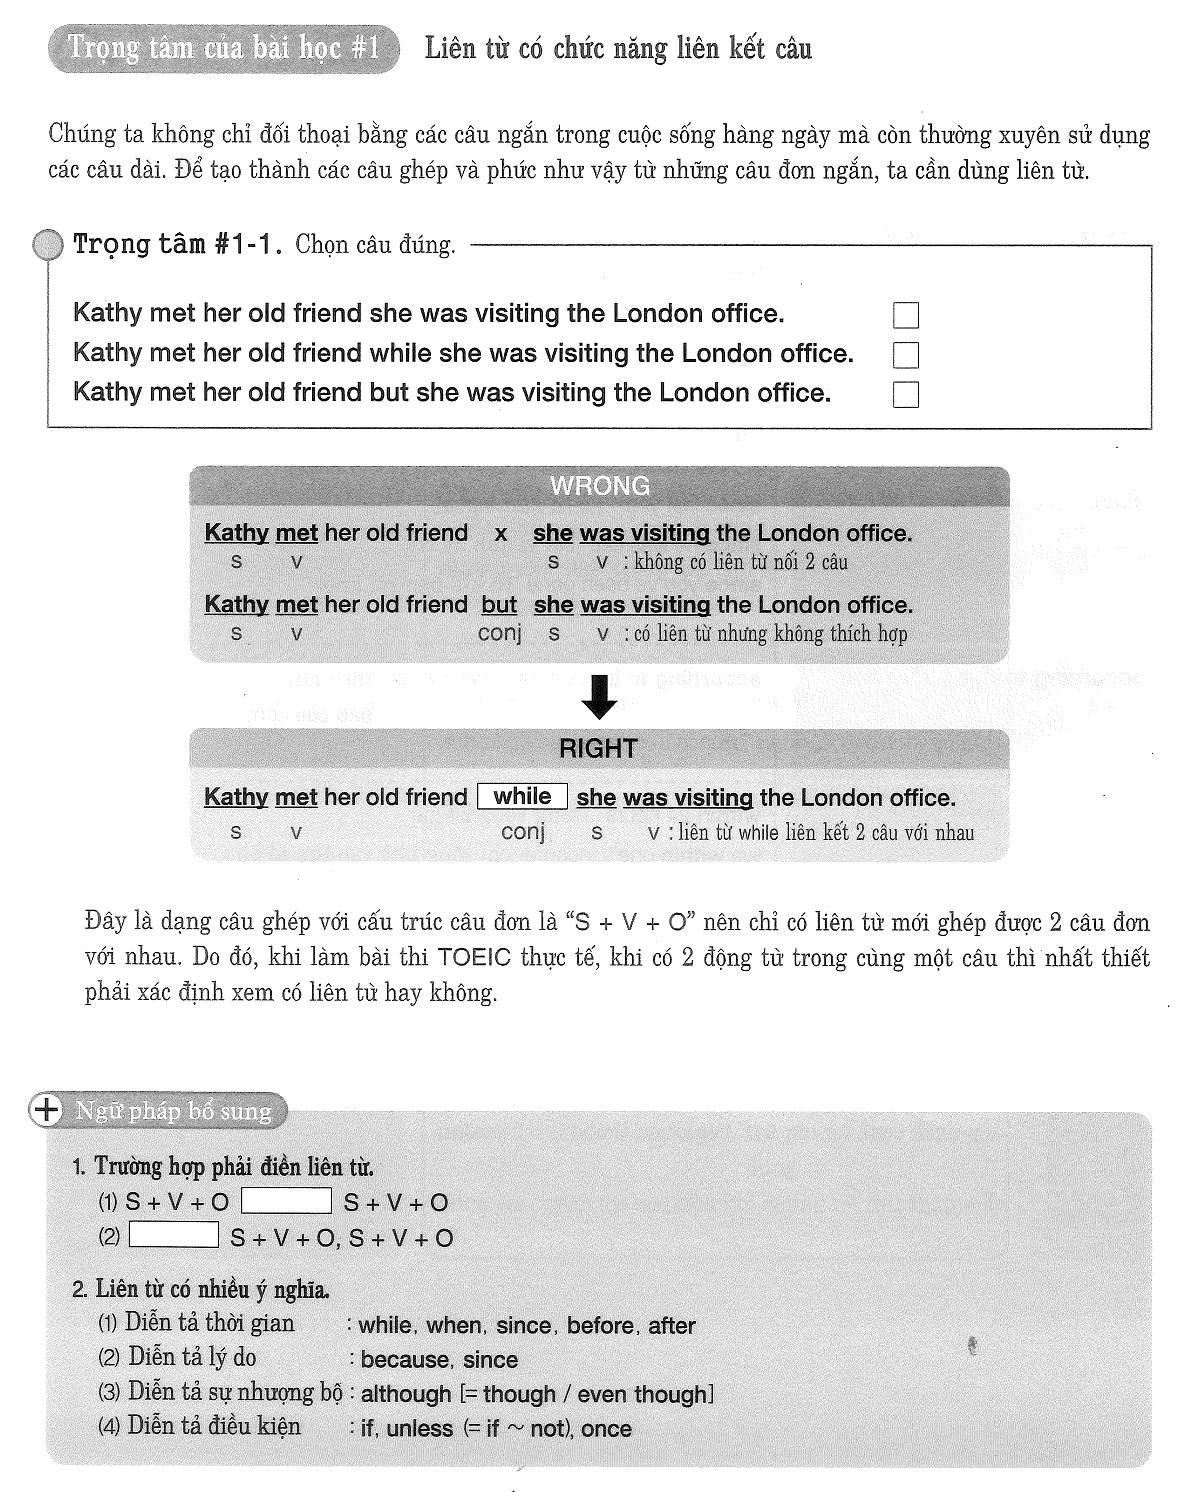 Trọng tâm của bài học #1 Liên từ có chức năng liên kết câu
Chúng ta không chỉ đối thoại bằng các câu ngắn trong cuộc sống hàng ngày mà còn thường xuyên sử dụng
các câu dài. Để tạo thành các câu ghép và phức như vậy từ những câu đơn ngắn, ta cần dùng liên từ.
Trọng tâm #1-1. Chọn câu đúng.
Kathy met her old friend she was visiting the London office.
Kathy met her old friend while she was visiting the London office.
Kathy met her old friend but she was visiting the London office.
WRONG
Kathy met her old friend x she was visiting the London office.
S V S V : không có liên từ nối 2 câu
Kathy met her old friend but she was visiting the London office.
S V conj S V : có liên từ nhưng không thích hợp
RIGHT
Kathy met her old friend while she was visiting the London office.
S V conj S V : liên từ while liên kết 2 câu với nhau
Đây là dạng câu ghép với cấu trúc câu đơn là “S + V + O” nên chỉ có liên từ mới ghép được 2 câu đơn
với nhau. Do đó, khi làm bài thi TOEIC thực tế, khi có 2 động từ trong cùng một câu thì nhất thiết
phải xác định xem có liên từ hay không.
+ Ngữ pháp bổ sung
1. Trường hợp phải điền liên từ.
(1) S + V + O S + V + O
(2) S + V + O, S + V + O
2. Liên từ có nhiều ý nghĩa.
(1) Diễn tả thời gian : while, when, since, before, after
(2) Diễn tả lý do : because, since
(3) Diễn tả sự nhượng bộ : although [= though / even though]
(4) Diễn tả điều kiện : if, unless (= if ~ not), once